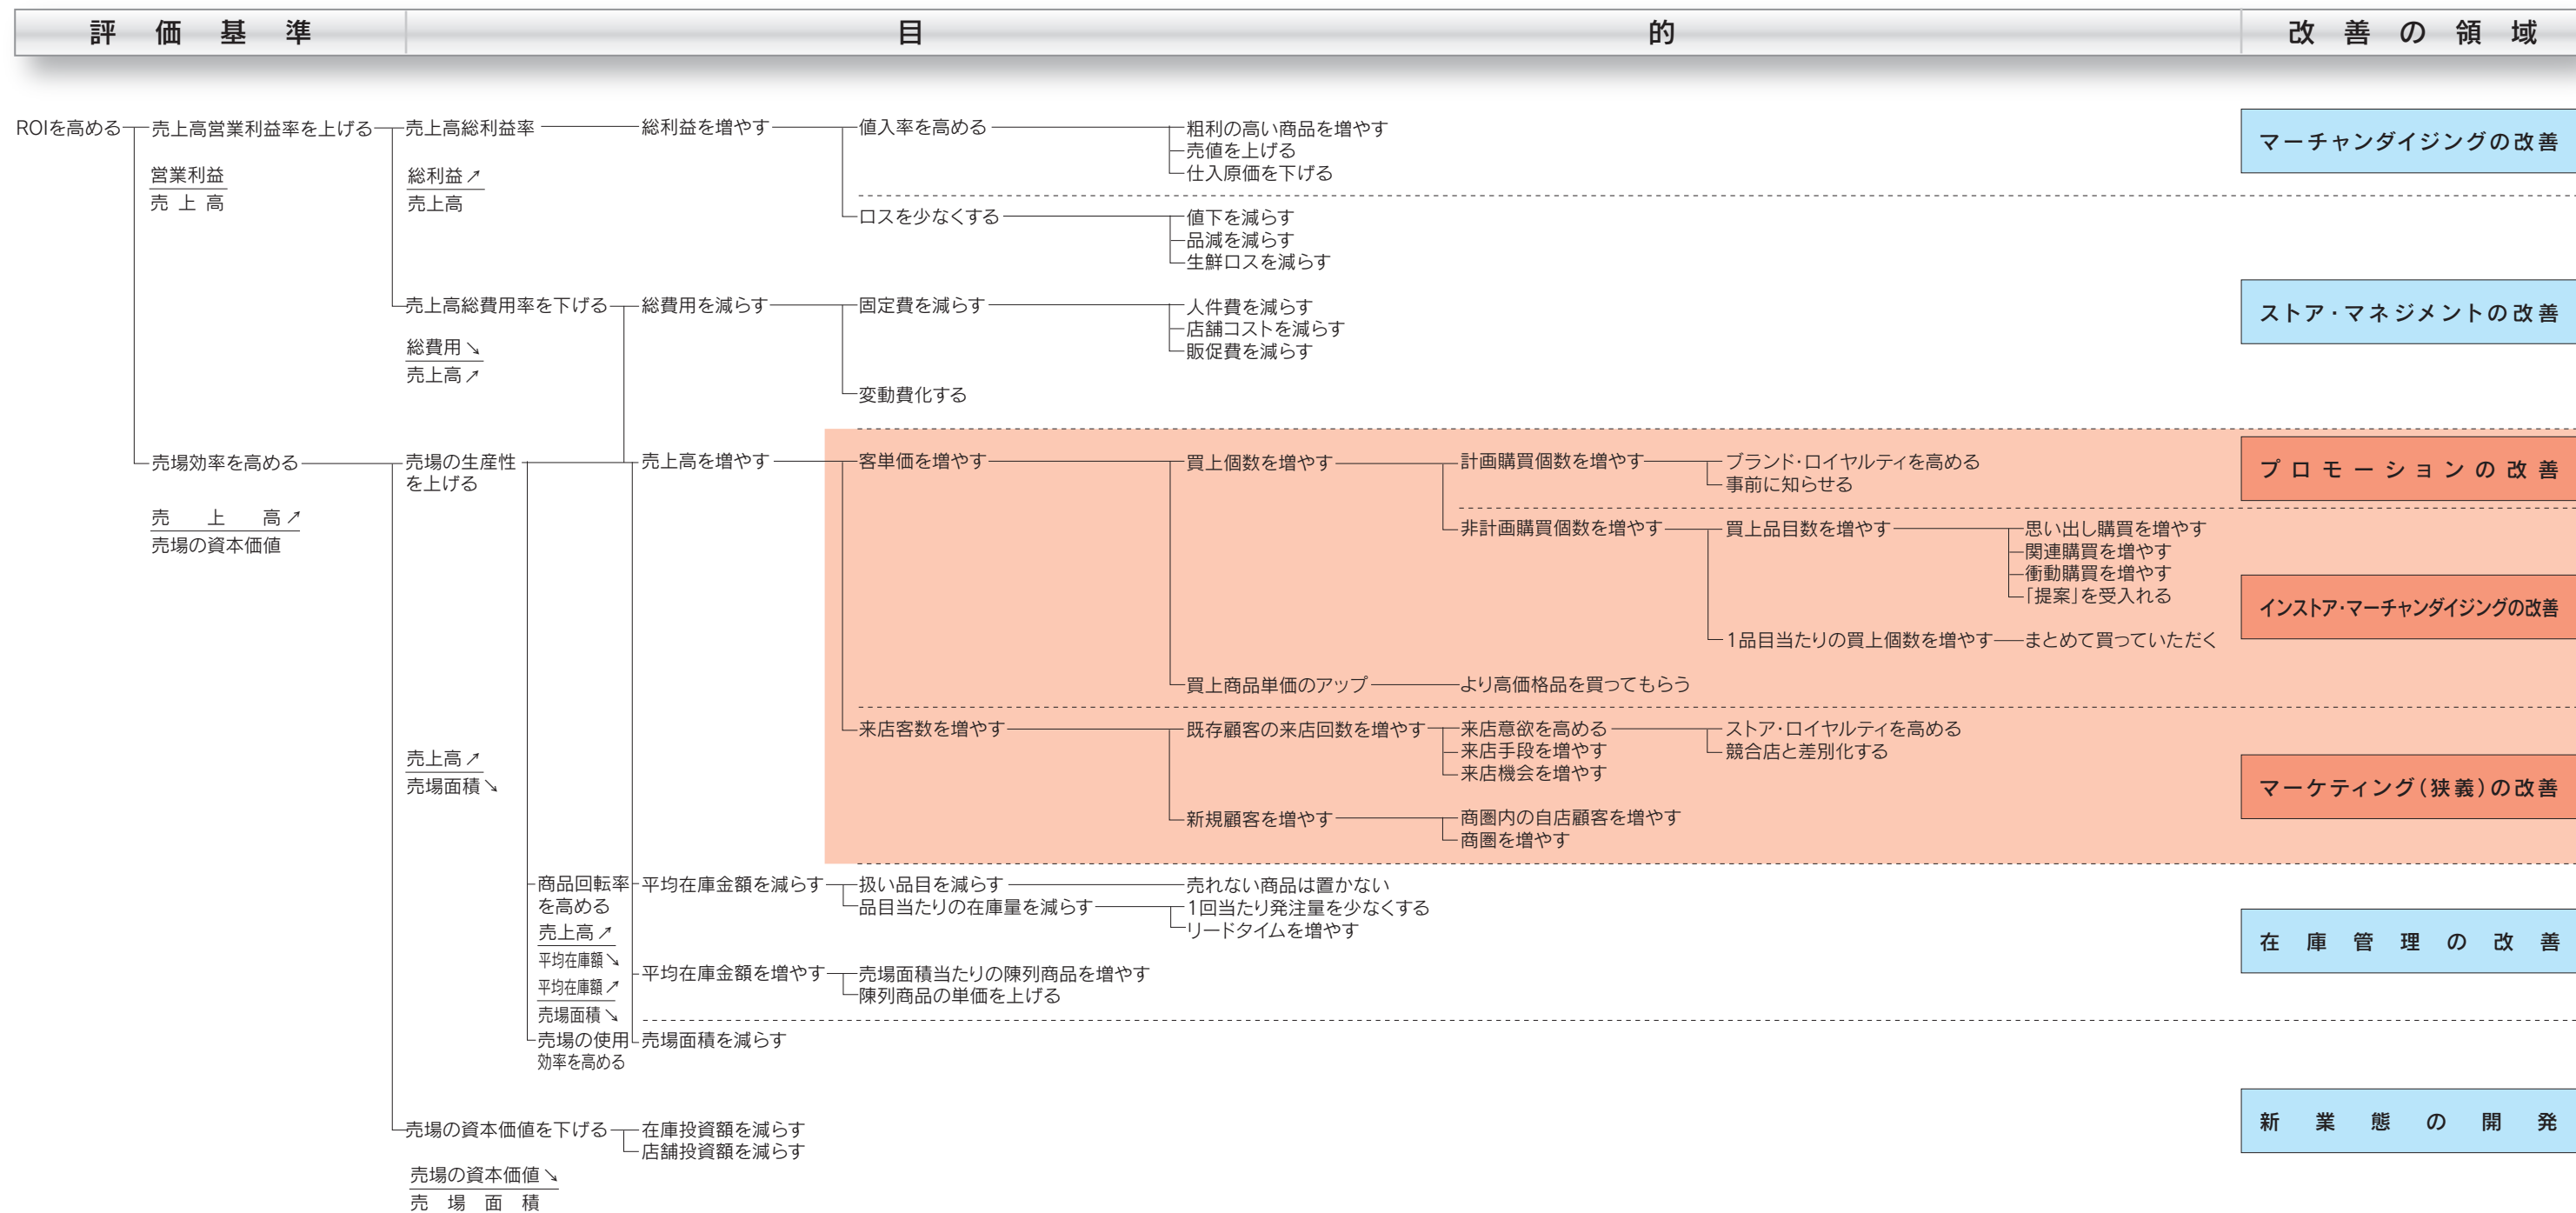 評価基準
目的
改善の領域
ROIを高める
売上高営業利益率を上げる
営業利益
売上高
売上高総利益率
総利益↗
売上高
総利益を増やす
値入率を高める
粗利の高い商品を増やす
売値を上げる
仕入原価を下げる
マーチャンダイジングの改善
ロスを少なくする
値下を減らす
品減を減らす
生鮮ロスを減らす
売上高総費用率を下げる
総費用↘
売上高↗
総費用を減らす
固定費を減らす
人件費を減らす
店舗コストを減らす
販促費を減らす
変動費化する
ストア・マネジメントの改善
売場効率を高める
売上高↗
売場の資本価値
売場の生産性
を上げる
売上高↗
売場面積↘
売上高を増やす
客単価を増やす
買上個数を増やす
計画購買個数を増やす
ブランド・ロイヤルティを高める
事前に知らせる
プロモーションの改善
非計画購買個数を増やす
買上品目数を増やす
思い出し購買を増やす
関連購買を増やす
衝動購買を増やす
「提案」を受入れる
1品目当たりの買上個数を増やす
まとめて買っていただく
インストア・マーチャンダイジングの改善
買上商品単価のアップ
より高価格品を買ってもらう
来店客数を増やす
既存顧客の来店回数を増やす
来店意欲を高める
来店手段を増やす
来店機会を増やす
ストア・ロイヤルティを高める
競合店と差別化する
新規顧客を増やす
商圏内の自店顧客を増やす
商圏を増やす
マーケティング(狭義)の改善
商品回転率
を高める
売上高↗
平均在庫額↘
平均在庫額↗
売場面積↘
売場の使用
効率を高める
平均在庫金額を減らす
扱い品目を減らす
売れない商品は置かない
品目当たりの在庫量を減らす
1回当たり発注量を少なくする
リードタイムを増やす
平均在庫金額を増やす
売場面積当たりの陳列商品を増やす
陳列商品の単価を上げる
在庫管理の改善
売場面積を減らす
売場の資本価値を下げる
売場の資本価値↘
売場面積
在庫投資額を減らす
店舗投資額を減らす
新業態の開発